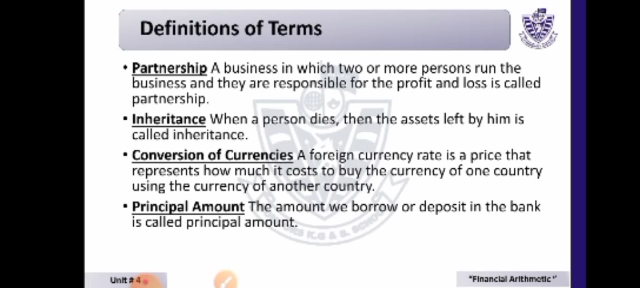 Definitions of Terms
• Partnership A business in which two or more persons run the
business and they are responsible for the profit and loss is called
partnership.
• Inheritance When a person dies, then the assets left by him is
called inheritance.
• Conversion of Currencies A foreign currency rate is a price that
represents how much it costs to buy the currency of one country
using the currency of another country.
• Principal Amount The amount we borrow or deposit in the bank
is called principal amount.
Unit # 4
"Financial Arithmetic"